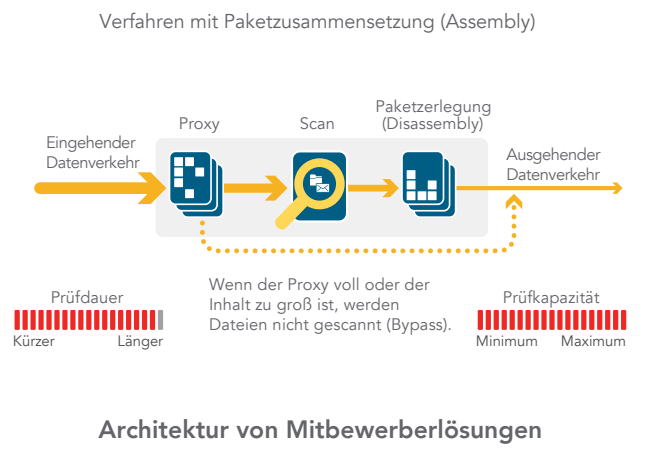 Verfahren mit Paketzusammensetzung (Assembly)
Proxy
Scan
Paketzerlegung
(Disassembly)
Eingehender
Datenverkehr
Ausgehender
Datenverkehr
Wenn der Proxy voll oder der
Inhalt zu groß ist, werden
Dateien nicht gescannt (Bypass).
Prüfdauer
Kürzer
Länger
Prüfkapazität
Minimum
Maximum
Architektur von Mitbewerberlösungen